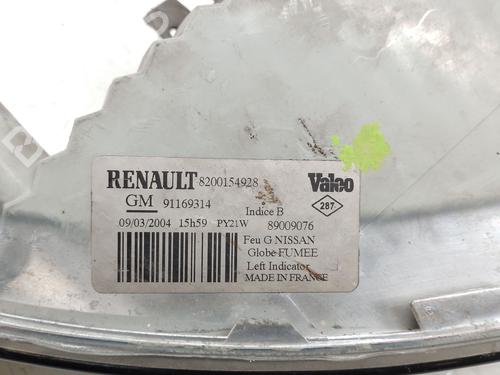 RENAULT 8200154928 Valeo
GM 91169314 Indice B 287
09/03/2004 15h59 PY21W 89009076
Feu G NISSAN
Globe FUMEE
Left Indicator
MADE IN FRANCE